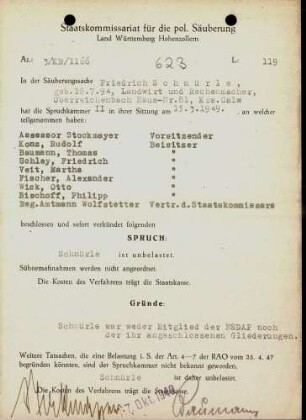 Staatskommissariat für die pol. Säuberung
Land Württemberg Hohenzollern
Az.: 3/KB/1166 623 L 119
In der Säuberungssache Friedrich Schnürle,
geb. 18.7.94, Landwirt und Rechenmacher,
Oberreichenbach Haus-Nr. 81, Krs. Calw
hat die Spruchkammer II in ihrer Sitzung am 15.3.1949. an welcher
teilgenommen haben:
Assessor Stockmayer Vorsitzender
Koms, Rudolf Beisitzer
Baumann, Thomas "
Schlay, Friedrich "
Veit, Martha "
Fischer, Alexander "
Wick, Otto "
Bischoff, Philipp "
Reg.Amtmann Wolfstetter Vertr.d.Staatskommissars
beschlossen und sofort verkündet folgenden
SPRUCH:
Schnürle ist unbelastet.
Sühnemaßnahmen werden nicht angeordnet.
Die Kosten des Verfahrens trägt die Staatskasse.
Gründe:
Schnürle war weder Mitglied der NSDAP noch
der ihr angeschlossenen Gliederungen.
Weitere Tatsachen, die eine Belastung i. S. der Art. 4-7 der RAO vom 25. 4. 47
begründen könnten, sind der Spruchkammer nicht bekannt geworden.
Schnürle ist daher unbelastet.
Die Kosten des Verfahrens trägt die Staatskasse.
7. Okt. 1949
Baumann